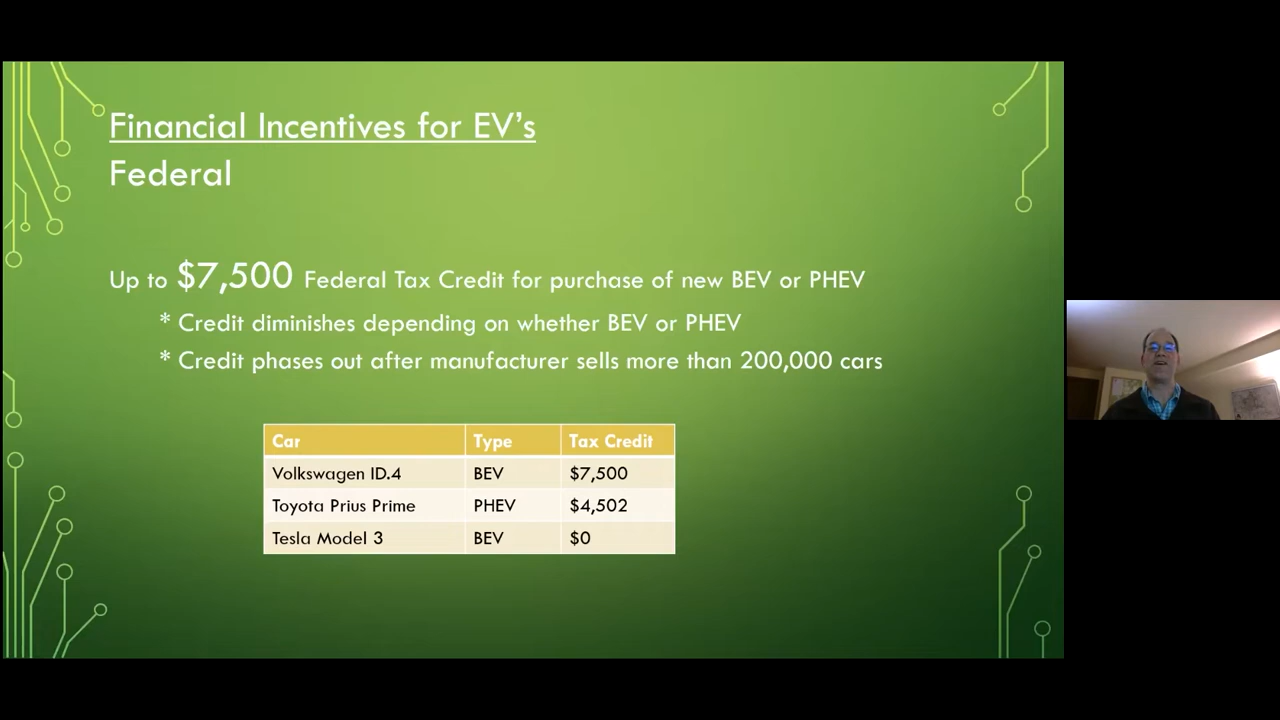 Financial Incentives for EV’s
Federal
Up to $7,500 Federal Tax Credit for purchase of new BEV or PHEV
* Credit diminishes depending on whether BEV or PHEV
* Credit phases out after manufacturer sells more than 200,000 cars
Car Type Tax Credit
Volkswagen ID.4 BEV $7,500
Toyota Prius Prime PHEV $4,502
Tesla Model 3 BEV $0